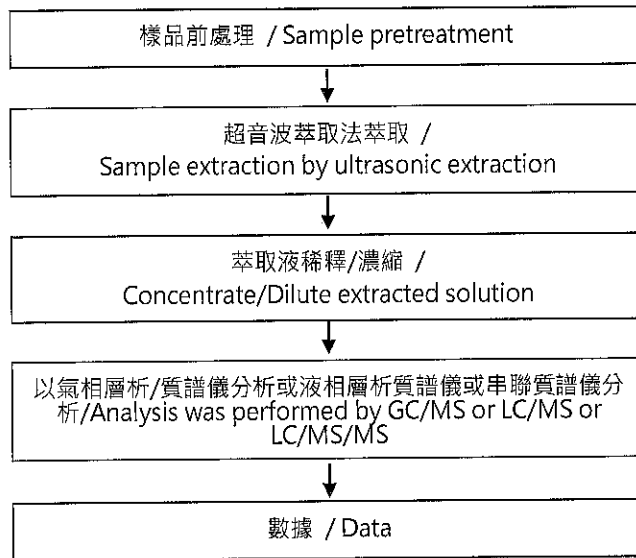 樣品前處理 / Sample pretreatment
超音波萃取法萃取 /
Sample extraction by ultrasonic extraction
萃取液稀釋/濃縮 /
Concentrate/Dilute extracted solution
以氣相層析/質譜儀分析或液相層析質譜儀或串聯質譜儀分
析/Analysis was performed by GC/MS or LC/MS or
LC/MS/MS
數據 / Data